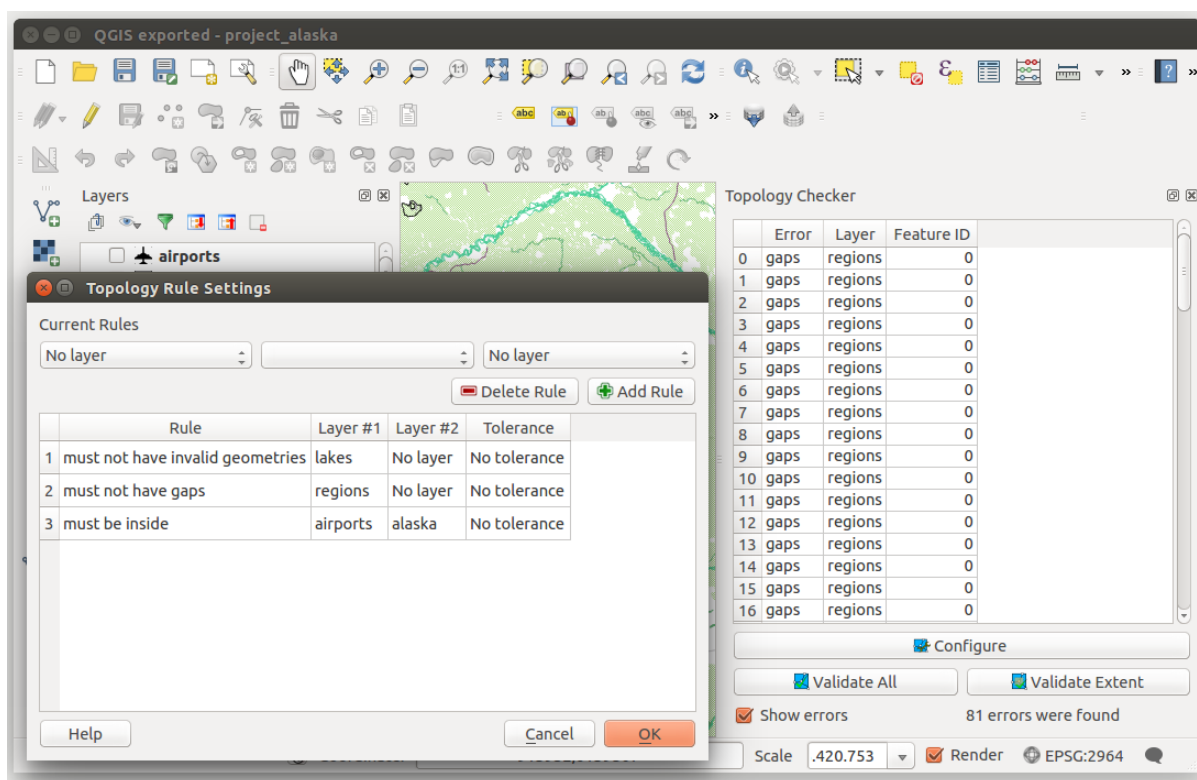 QGIS exported - project_alaska
Layers
airports
Topology Checker
Error Layer Feature ID
0 gaps regions 0
1 gaps regions 0
2 gaps regions 0
3 gaps regions 0
4 gaps regions 0
5 gaps regions 0
6 gaps regions 0
7 gaps regions 0
8 gaps regions 0
9 gaps regions 0
10 gaps regions 0
11 gaps regions 0
12 gaps regions 0
13 gaps regions 0
14 gaps regions 0
15 gaps regions 0
16 gaps regions 0
Configure
Validate All Validate Extent
Show errors 81 errors were found
Topology Rule Settings
Current Rules
No layer No layer
Delete Rule Add Rule
Rule Layer #1 Layer #2 Tolerance
1 must not have invalid geometries lakes No layer No tolerance
2 must not have gaps regions No layer No tolerance
3 must be inside airports alaska No tolerance
Help Cancel OK
Scale .420.753 Render EPSG:2964